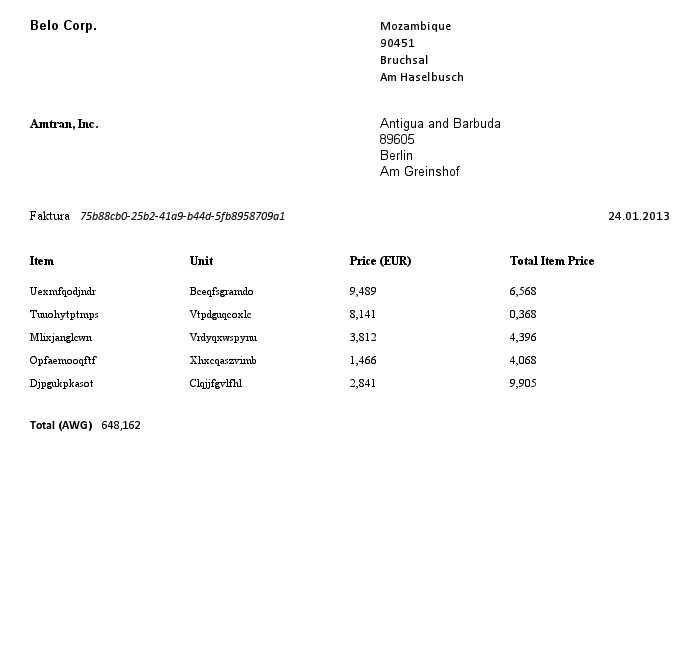 Belo Corp.
Mozambique
90451
Bruchsal
Am Haselbusch
Amtran, Inc.
Antigua and Barbuda
89605
Berlin
Am Greinshof
Faktura 75b88cb0-25b2-41a9-b44d-5fb8958709a1 24.01.2013
Item Unit Price (EUR) Total Item Price
Uexmfqodjndr Bceqfsgramdo 9,489 6,568
Tuuohytptmps Vtpdguqcoxlc 8,141 0,368
Mlixjanglcwn Vrdyqxwspynu 3,812 4,396
Opfaemooqftf Xhxcqaszvimb 1,466 4,068
Djpgukpkasot Clqjjfgvlfhl 2,841 9,905
Total (AWG) 648,162